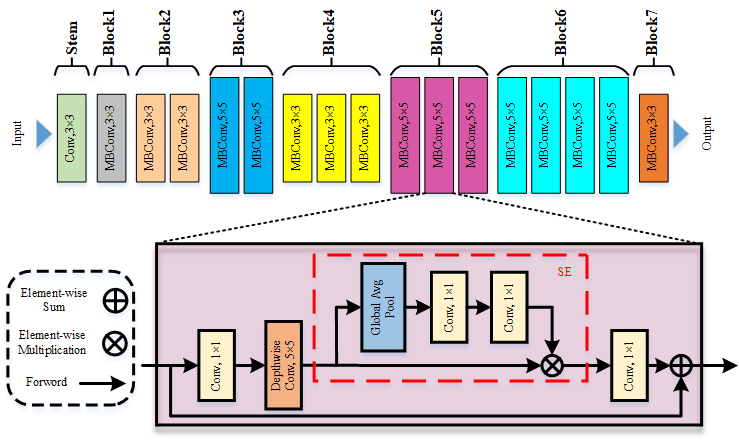 Stem
Block1
Block2
Block3
Block4
Block5
Block6
Block7
Input
Conv,3×3
MBConv,3×3
MBConv,3×3
MBConv,3×3
MBConv,5×5
MBConv,5×5
MBConv,3×3
MBConv,3×3
MBConv,3×3
MBConv,5×5
MBConv,5×5
MBConv,5×5
MBConv,5×5
MBConv,5×5
MBConv,5×5
MBConv,5×5
MBConv,3×3
Output
Element-wise
Sum
Element-wise
Multiplication
Forword
Conv, 1×1
Depthwise
Conv, 5×5
SE
Global Avg
Pool
Conv, 1×1
Conv, 1×1
Conv, 1×1